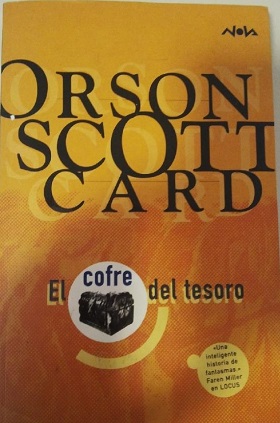 NOVA
ORSON
SCOTT
CARD
El cofre del tesoro
«Una
inteligente
historia de
fantasmas.»
Faren Miller
en LOCUS